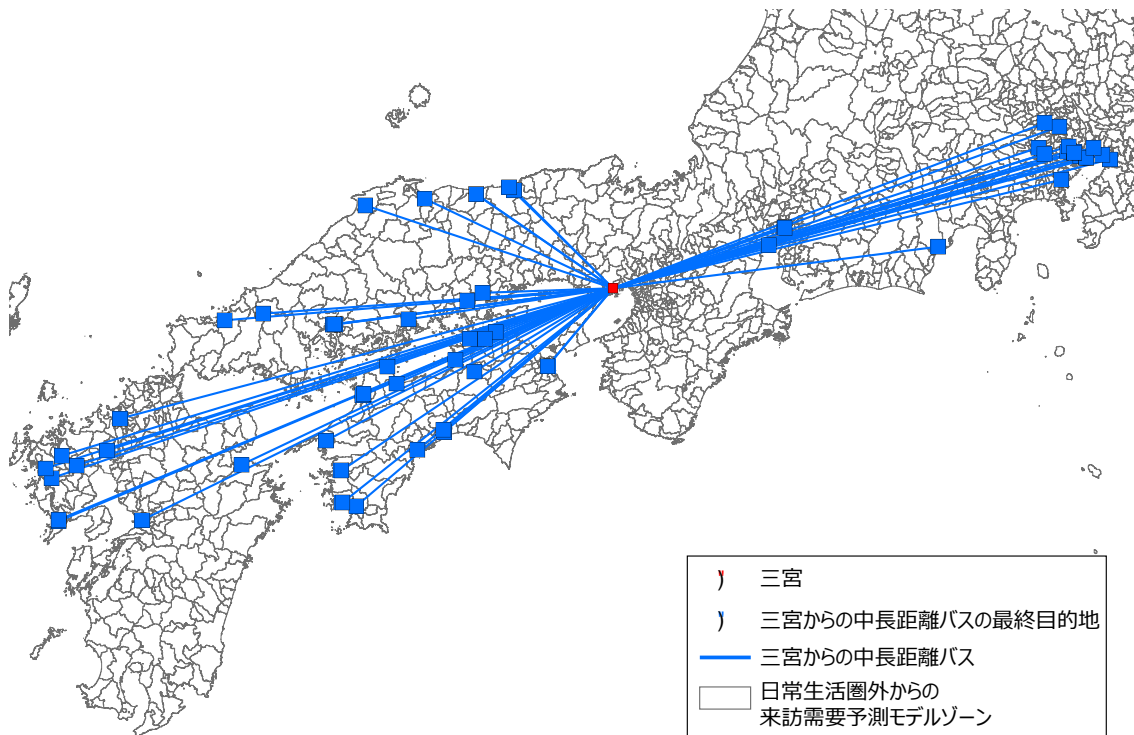 三宮
三宮からの中長距離バスの最終目的地
三宮からの中長距離バス
日常生活圏外からの
来訪需要予測モデルゾーン